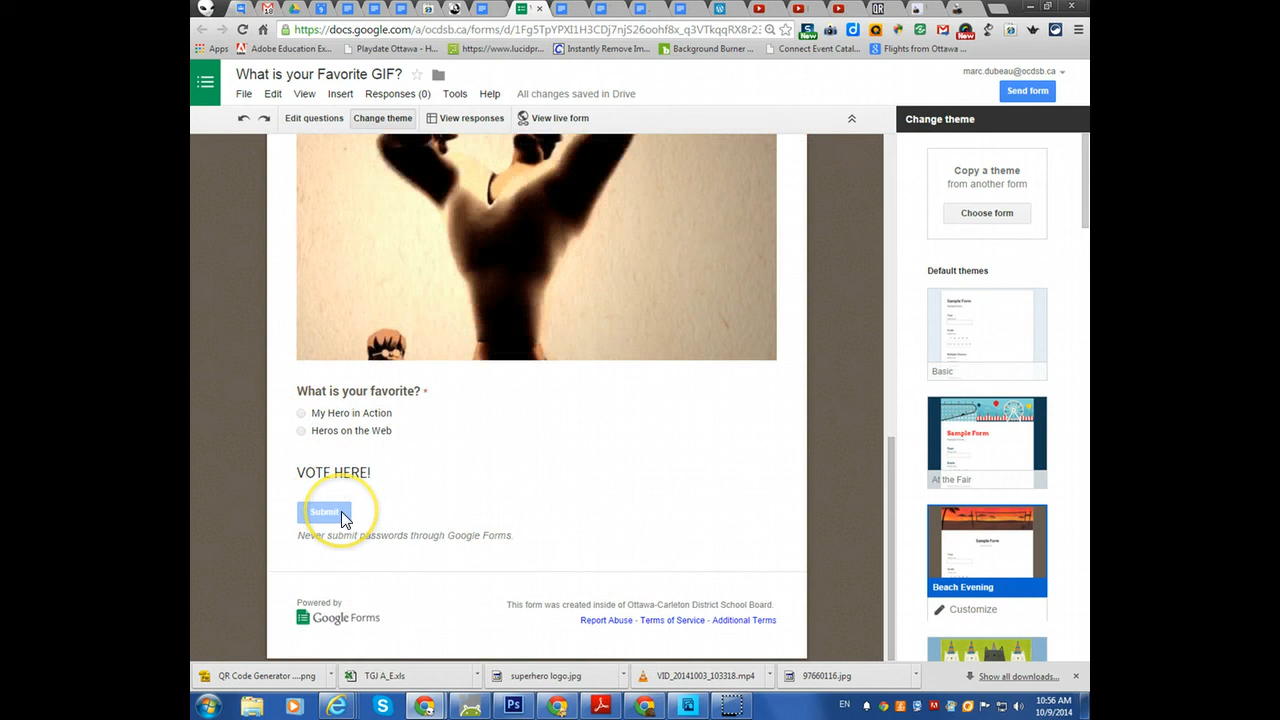 18
QR
https://docs.google.com/a/ocdsb.ca/forms/d/1Fg5TpYPXI1H3CDj7njS26oohf8x_q3VTkqqRX8r23
New
New
Apps
Adobe Education Ex...
Playdate Ottawa - H...
https://www.lucidpr...
Instantly Remove Im...
Background Burner ...
Connect Event Catal...
Flights from Ottawa ...
What is your Favorite GIF?
marc.dubeau@ocdsb.ca
File Edit View Insert Responses (0) Tools Help All changes saved in Drive
Send form
Edit questions Change theme View responses View live form
Change theme
Copy a theme
from another form
Choose form
Default themes
Sample Form
Basic
Sample Form
At the Fair
Sample Form
Beach Evening
Customize
What is your favorite? *
My Hero in Action
Heros on the Web
VOTE HERE!
Submit
Never submit passwords through Google Forms.
Powered by
Google Forms
This form was created inside of Ottawa-Carleton District School Board.
Report Abuse - Terms of Service - Additional Terms
QR Code Generator ....png
TGJ A_E.xls
superhero logo.jpg
VID_20141003_103318.mp4
97660116.jpg
Show all downloads...
EN
10:56 AM
10/9/2014